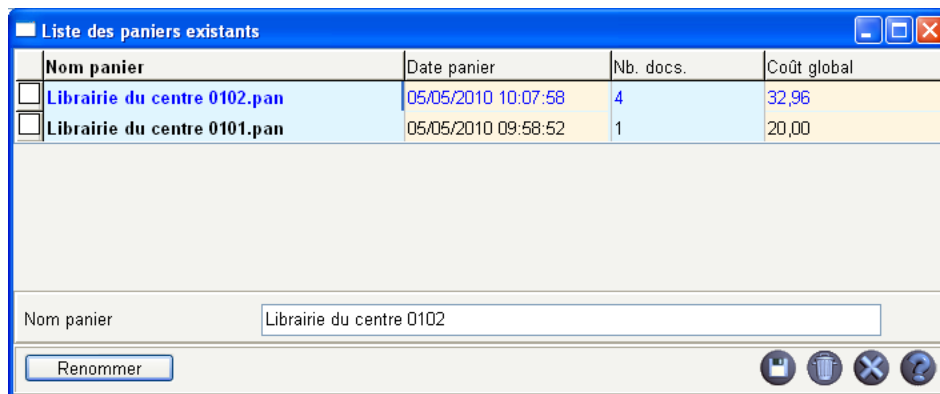 Liste des paniers existants
Nom panier Date panier Nb. docs. Coût global
Librairie du centre 0102.pan 05/05/2010 10:07:58 4 32,96
Librairie du centre 0101.pan 05/05/2010 09:58:52 1 20,00
Nom panier Librairie du centre 0102
Renommer